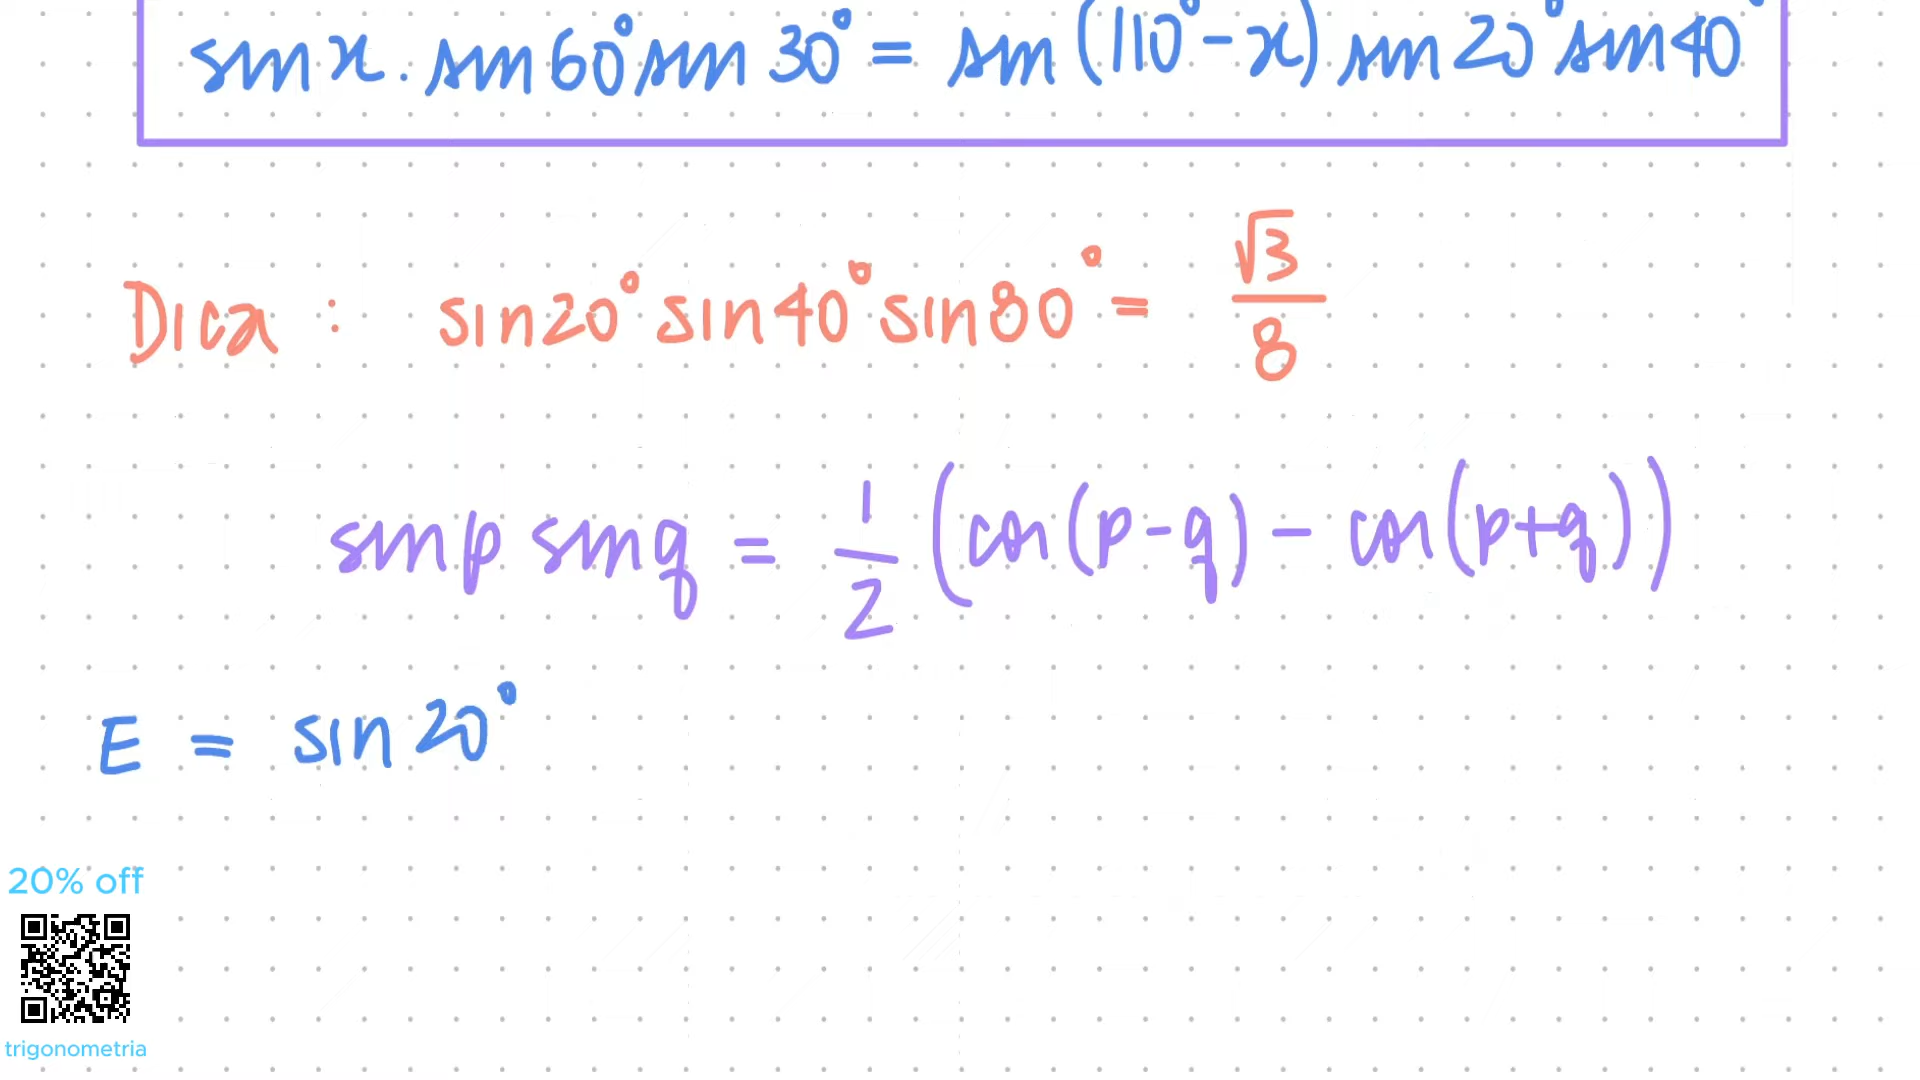 sin x . sin 60° sin 30° = sin (110° - x) sin 20° sin 40°
Dica : sin 20° sin 40° sin 80° = √3/8
sin p sin q = 1/2 (cos(p-q) - cos(p+q))
E = sin 20°
20% off
trigonometria